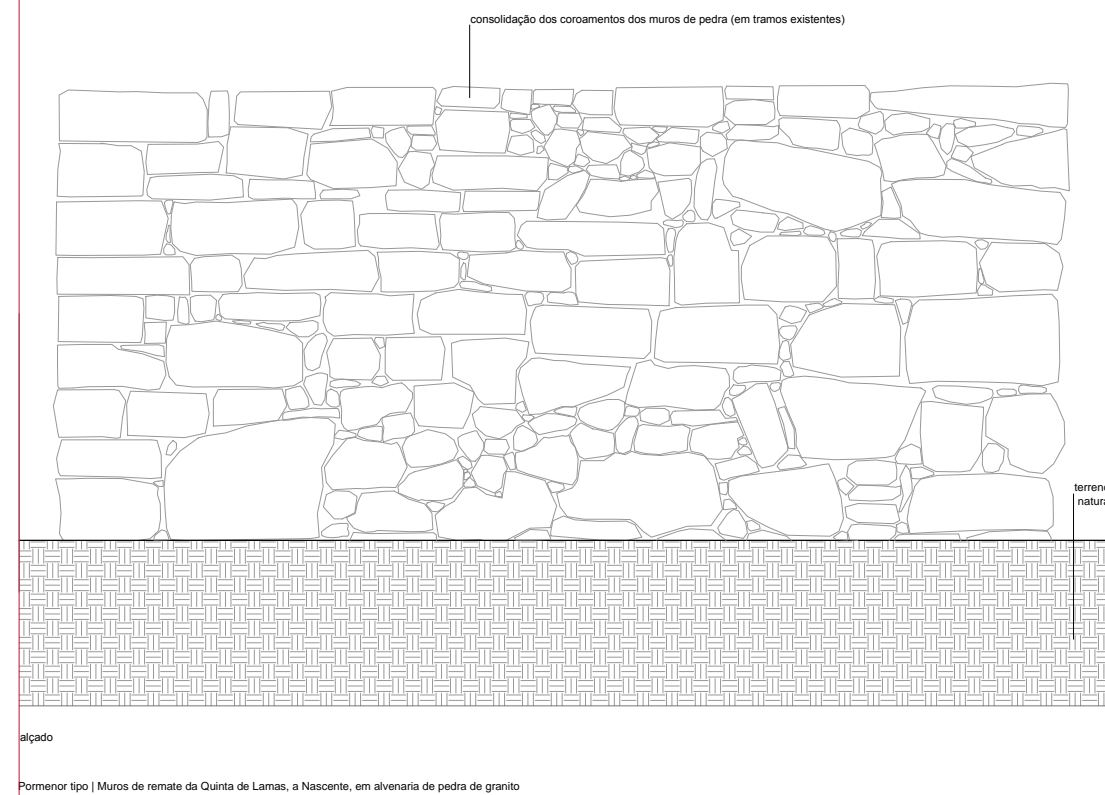 consolidação dos coroamentos dos muros de pedra (em tramos existentes)
alçado
Pormenor tipo | Muros de remate da Quinta de Lamas, a Nascente, em alvenaria de pedra de granito